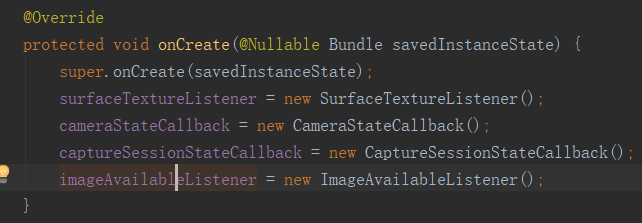 @Override
protected void onCreate(@Nullable Bundle savedInstanceState) {
    super.onCreate(savedInstanceState);
    surfaceTextureListener = new SurfaceTextureListener();
    cameraStateCallback = new CameraStateCallback();
    captureSessionStateCallback = new CaptureSessionStateCallback();
    imageAvailableListener = new ImageAvailableListener();
}